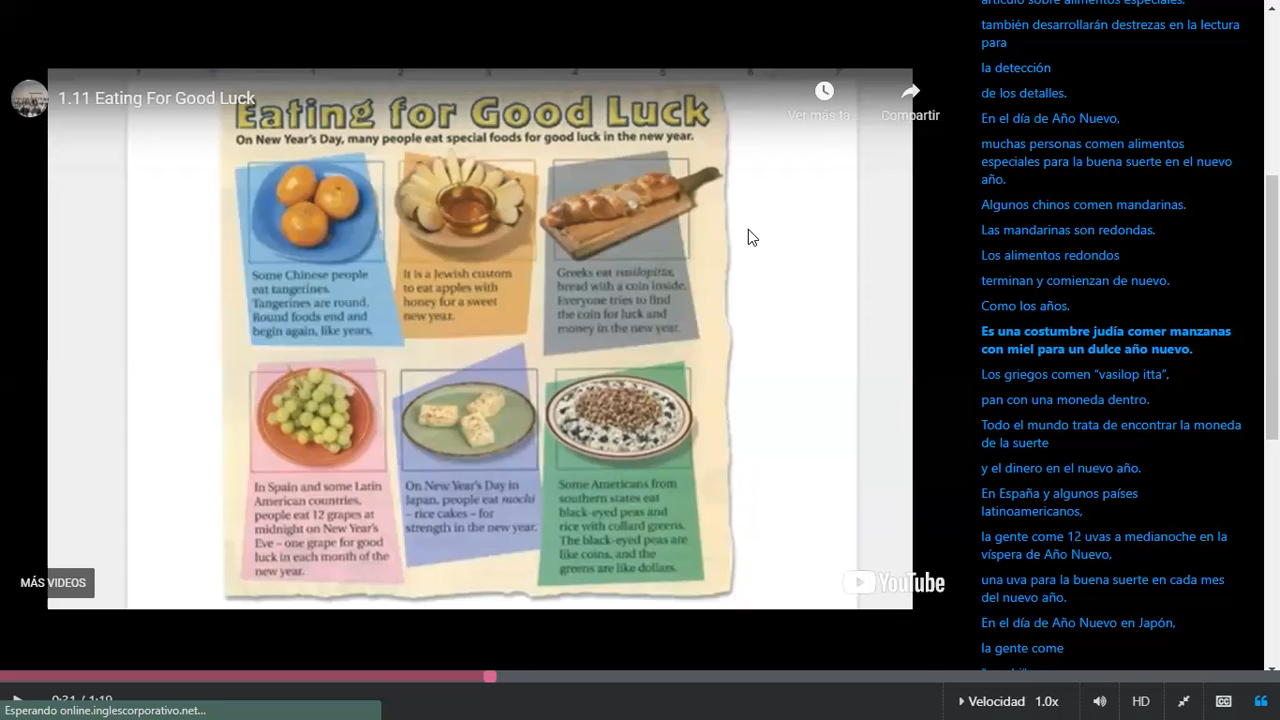 1.11 Eating For Good Luck
Ver más ta...
Compartir
Eating for Good Luck
On New Year's Day, many people eat special foods for good luck in the new year.
Some Chinese people
eat tangerines.
Tangerines are round.
Round foods end and
begin again, like years.
It is a Jewish custom
to eat apples with
honey for a sweet
new year.
Greeks eat vasilopitta,
bread with a coin inside.
Everyone tries to find
the coin for luck and
money in the new year.
In Spain and some Latin
American countries,
people eat 12 grapes at
midnight on New Year's
Eve – one grape for good
luck in each month of the
new year.
On New Year's Day in
Japan, people eat mochi
– rice cakes – for
strength in the new year.
Some Americans from
southern states eat
black-eyed peas and
rice with collard greens.
The black-eyed peas are
like coins, and the
greens are like dollars.
MÁS VIDEOS
YouTube
artículo sobre alimentos especiales.
también desarrollarán destrezas en la lectura
para
la detección
de los detalles.
En el día de Año Nuevo,
muchas personas comen alimentos
especiales para la buena suerte en el nuevo
año.
Algunos chinos comen mandarinas.
Las mandarinas son redondas.
Los alimentos redondos
terminan y comienzan de nuevo.
Como los años.
Es una costumbre judía comer manzanas
con miel para un dulce año nuevo.
Los griegos comen “vasilop itta”,
pan con una moneda dentro.
Todo el mundo trata de encontrar la moneda
de la suerte
y el dinero en el nuevo año.
En España y algunos países
latinoamericanos,
la gente come 12 uvas a medianoche en la
víspera de Año Nuevo,
una uva para la buena suerte en cada mes
del nuevo año.
En el día de Año Nuevo en Japón,
la gente come
0:31 / 1:19
Velocidad 1.0x
HD
CC
Esperando online.inglescorporativo.net...